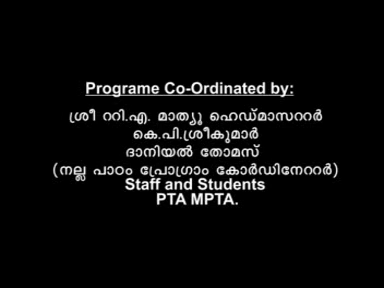 Programe Co-Ordinated by:
ശ്രീ ററി.എ. മാത്യൂ ഹെഡ്മാസററർ
കെ.പി.ശ്രീകുമാർ
ദാനിയൽ തോമസ്
(നല്ല പാഠം പ്രോഗ്രാം കോർഡിനേററർ)
Staff and Students
PTA MPTA.